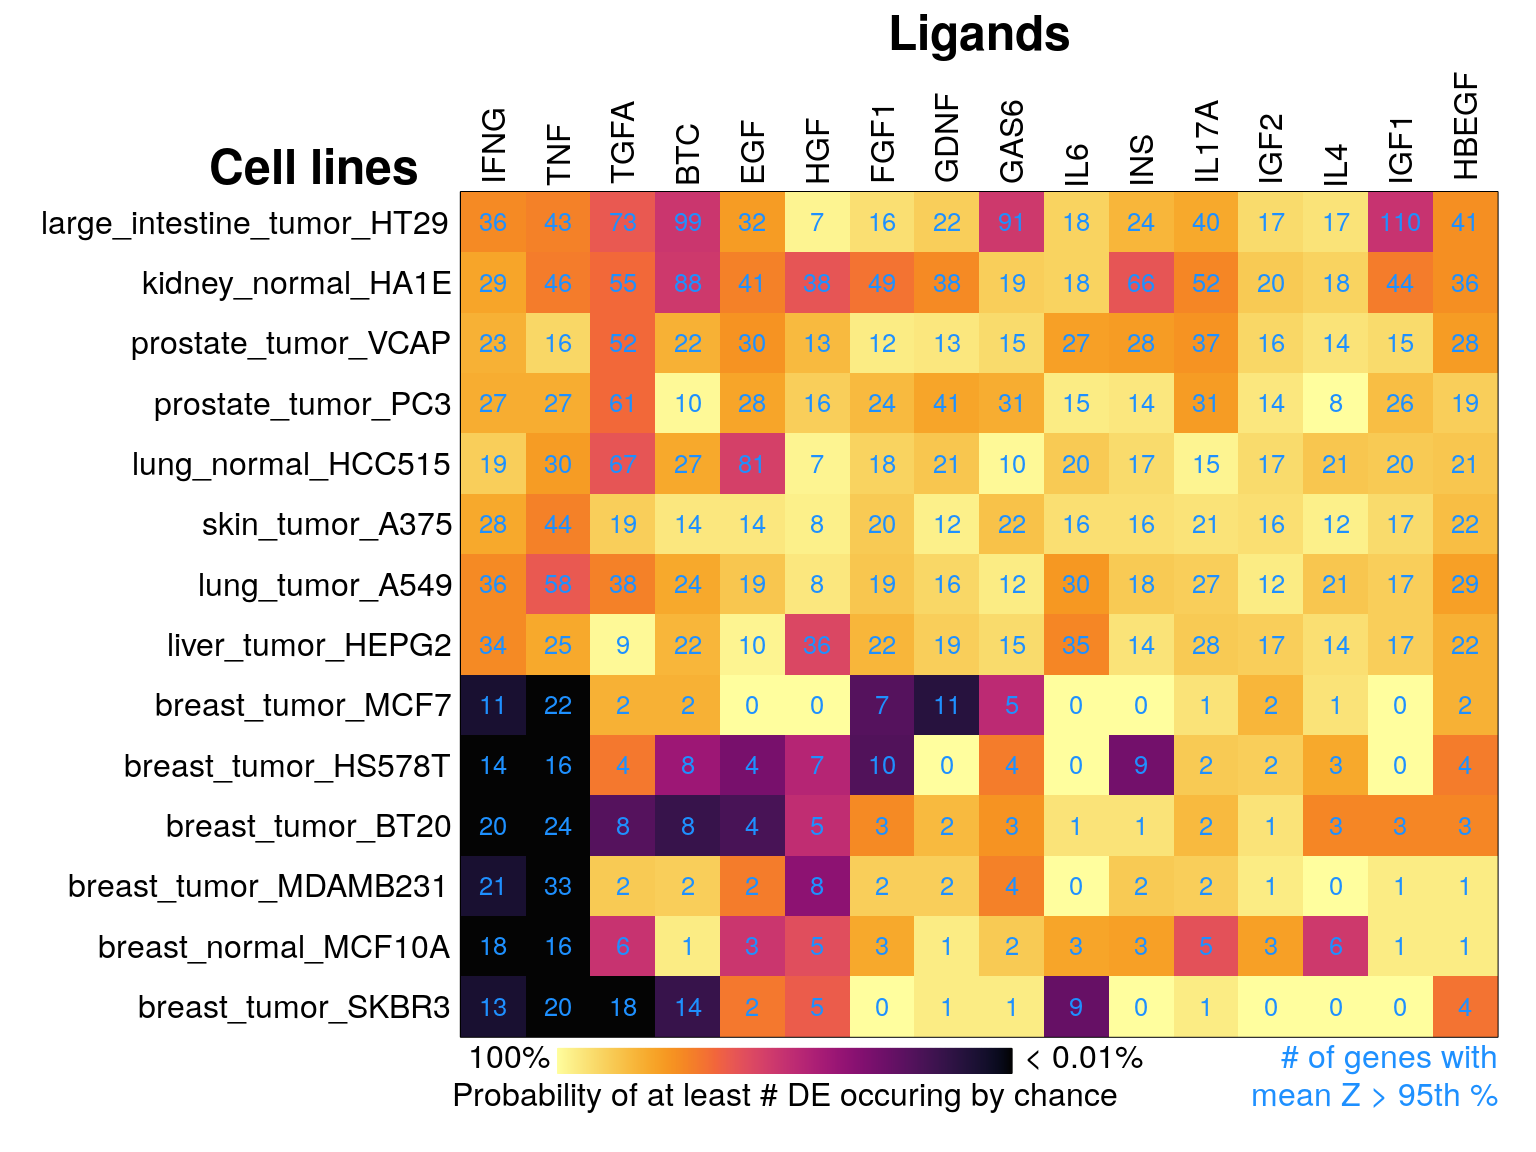 Ligands
Cell lines IFNG TNF TGFA BTC EGF HGF FGF1 GDNF GAS6 IL6 INS IL17A IGF2 IL4 IGF1 HBEGF
large_intestine_tumor_HT29 36 43 73 99 32 7 16 22 91 18 24 40 17 17 110 41
kidney_normal_HA1E 29 46 55 88 41 38 49 38 19 18 66 52 20 18 44 36
prostate_tumor_VCAP 23 16 52 22 30 13 12 13 15 27 28 37 16 14 15 28
prostate_tumor_PC3 27 27 61 10 28 16 24 41 31 15 14 31 14 8 26 19
lung_normal_HCC515 19 30 67 27 81 7 18 21 10 20 17 15 17 21 20 21
skin_tumor_A375 28 44 19 14 14 8 20 12 22 16 16 21 16 12 17 22
lung_tumor_A549 36 58 38 24 19 8 19 16 12 30 18 27 12 21 17 29
liver_tumor_HEPG2 34 25 9 22 10 36 22 19 15 35 14 28 17 14 17 22
breast_tumor_MCF7 11 22 2 2 0 0 7 11 5 0 0 1 2 1 0 2
breast_tumor_HS578T 14 16 4 8 4 7 10 0 4 0 9 2 2 3 0 4
breast_tumor_BT20 20 24 8 8 4 5 3 2 3 1 1 2 1 3 3 3
breast_tumor_MDAMB231 21 33 2 2 2 8 2 2 4 0 2 2 1 0 1 1
breast_normal_MCF10A 18 16 6 1 3 5 3 1 2 3 3 5 3 6 1 1
breast_tumor_SKBR3 13 20 18 14 2 5 0 1 1 9 0 1 0 0 0 4
100% < 0.01%
Probability of at least # DE occuring by chance
# of genes with
mean Z > 95th %